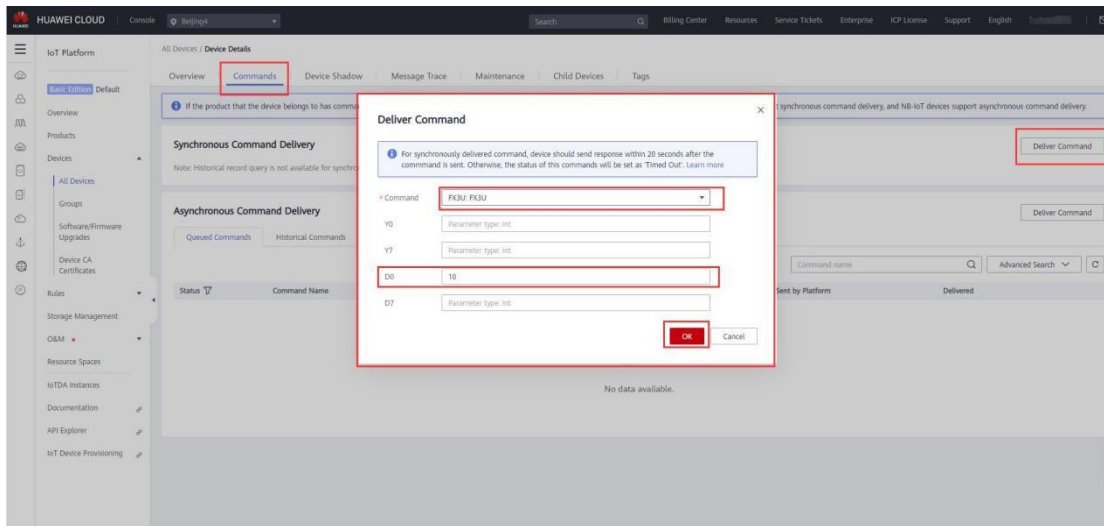 HUAWEI
HUAWEI CLOUD
Console
Beijing4
Search
Billing Center
Resources
Service Tickets
Enterprise
ICP License
Support
English
IoT Platform
Basic Edition Default
Overview
Products
Devices
All Devices
Groups
Software/Firmware
Upgrades
Device CA
Certificates
Rules
Storage Management
O&M
Resource Spaces
IoTDA Instances
Documentation
API Explorer
IoT Device Provisioning
All Devices / Device Details
Overview
Commands
Device Shadow
Message Trace
Maintenance
Child Devices
Tags
If the product that the device belongs to has comma
synchronous command delivery, and NB-IoT devices support asynchronous command delivery.
Synchronous Command Delivery
Deliver Command
Note: Historical record query is not available for synchro
Asynchronous Command Delivery
Deliver Command
Queued Commands
Historical Commands
Command name
Advanced Search
Status
Command Name
Sent by Platform
Delivered
No data available.
Deliver Command
For synchronously delivered command, device should send response within 20 seconds after the
commmand is sent. Otherwise, the status of this commands will be set as 'Timed Out'. Learn more
* Command
FX3U: FX3U
Y0
Parameter type: int
Y7
Parameter type: int
D0
10
D7
Parameter type: int
OK
Cancel